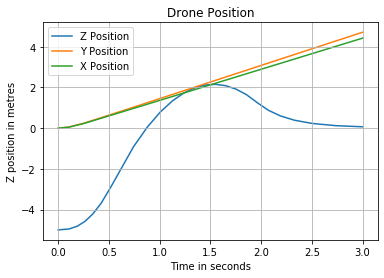 Drone Position
Z Position
Y Position
X Position
Z position in metres
4
2
0
−2
−4
0.0 0.5 1.0 1.5 2.0 2.5 3.0
Time in seconds